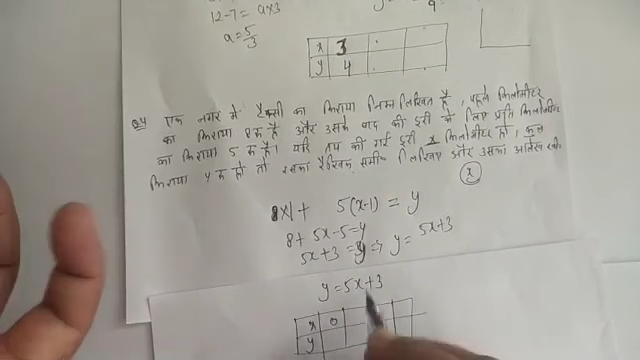 12-7 = a×3
a = 5/3
x 3
y 4
Q4 एक नगर में टैक्सी का किराया निम्नलिखित है, पहले किलोमीटर
का किराया 8 रु है और उसके बाद की दूरी के लिए प्रति किलोमीटर
का किराया 5 रु है। यदि तय की गई दूरी x किलोमीटर हो, कुल
किराया y रु हो तो इसका रैखिक समी० लिखिए और उसका आलेख
x
8×1 + 5(x-1) = y
8 + 5x - 5 = y
5x + 3 = y ⇒ y = 5x+3
y = 5x+3
x 0
y